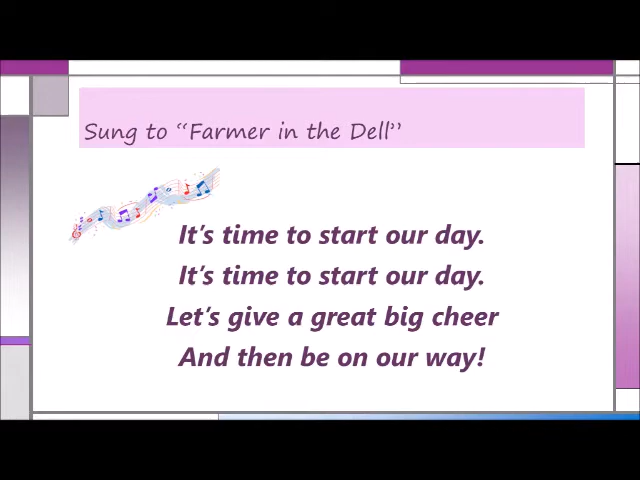 Sung to “Farmer in the Dell”
It's time to start our day.
It's time to start our day.
Let's give a great big cheer
And then be on our way!